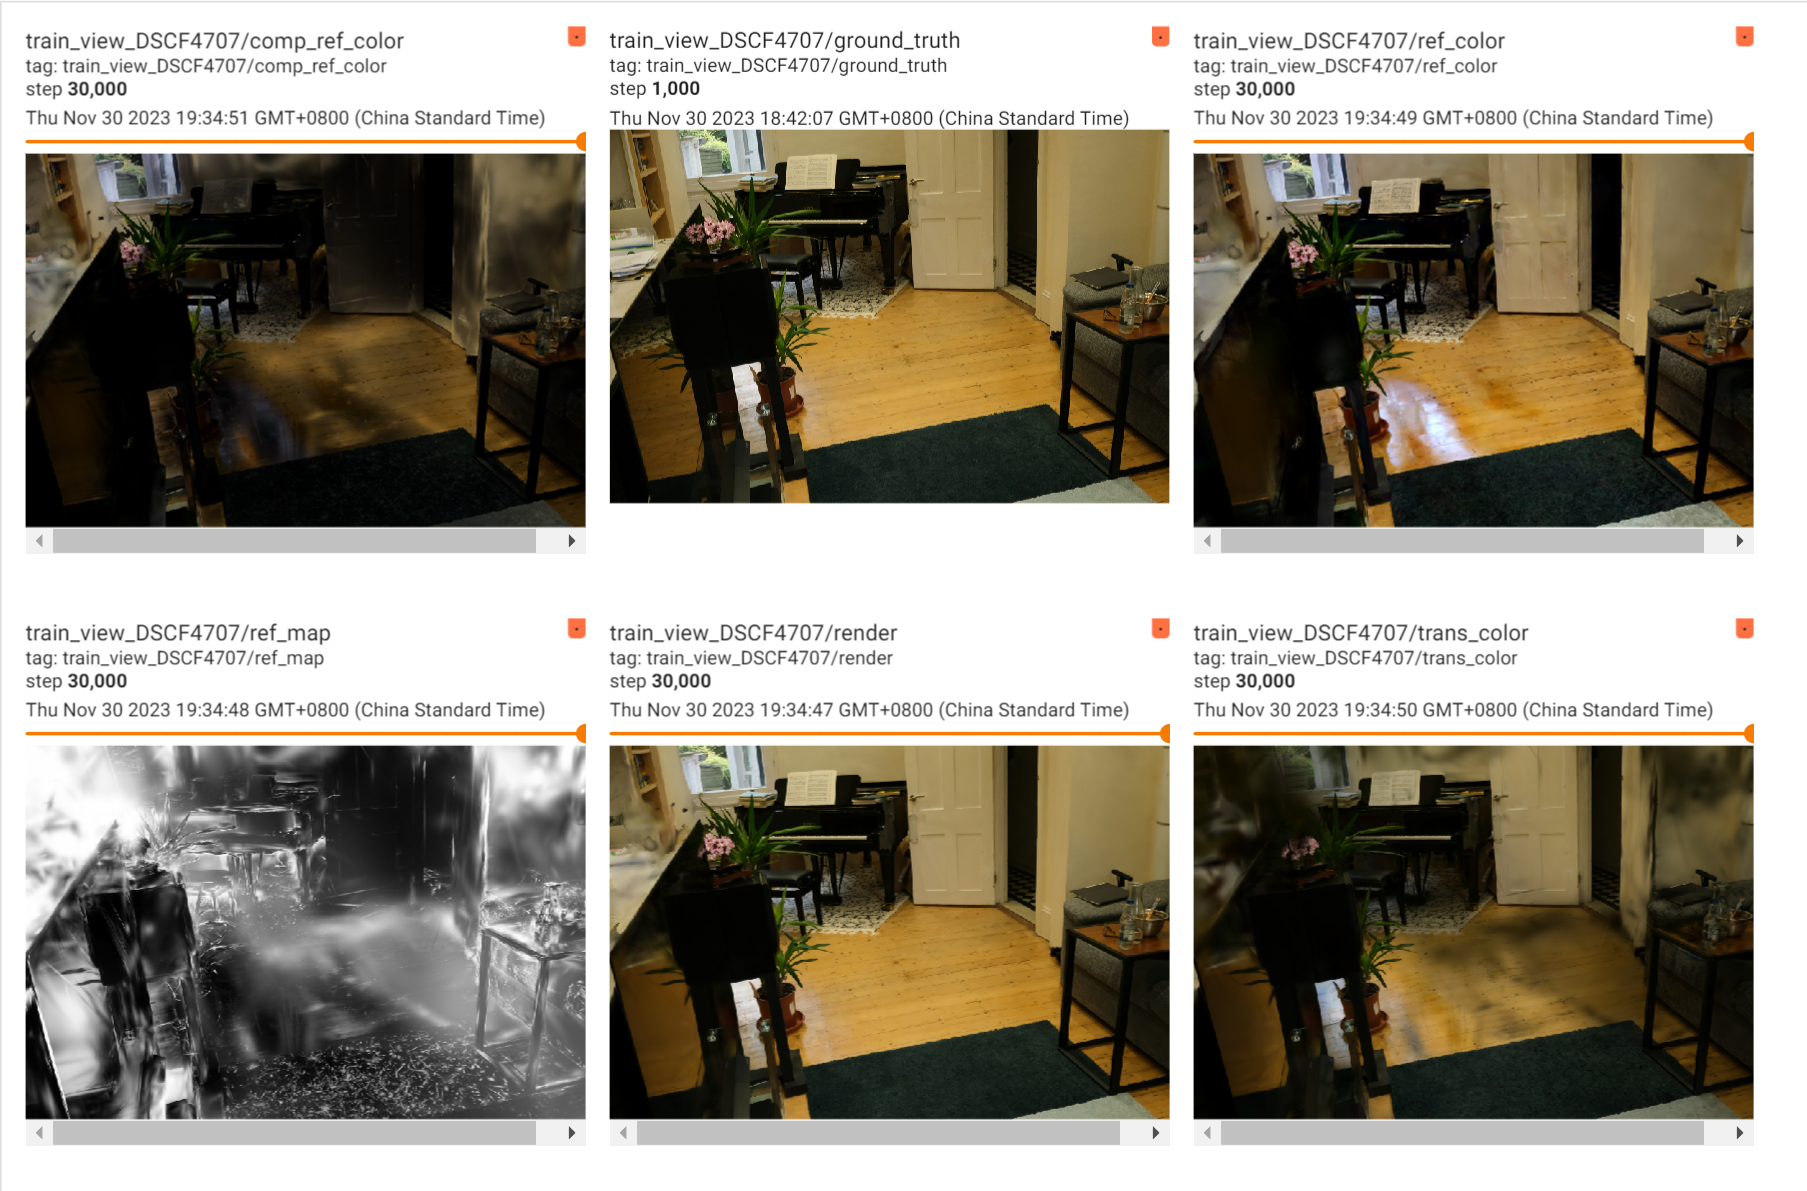 train_view_DSCF4707/comp_ref_color
tag: train_view_DSCF4707/comp_ref_color
step 30,000
Thu Nov 30 2023 19:34:51 GMT+0800 (China Standard Time)
train_view_DSCF4707/ground_truth
tag: train_view_DSCF4707/ground_truth
step 1,000
Thu Nov 30 2023 18:42:07 GMT+0800 (China Standard Time)
train_view_DSCF4707/ref_color
tag: train_view_DSCF4707/ref_color
step 30,000
Thu Nov 30 2023 19:34:49 GMT+0800 (China Standard Time)
train_view_DSCF4707/ref_map
tag: train_view_DSCF4707/ref_map
step 30,000
Thu Nov 30 2023 19:34:48 GMT+0800 (China Standard Time)
train_view_DSCF4707/render
tag: train_view_DSCF4707/render
step 30,000
Thu Nov 30 2023 19:34:47 GMT+0800 (China Standard Time)
train_view_DSCF4707/trans_color
tag: train_view_DSCF4707/trans_color
step 30,000
Thu Nov 30 2023 19:34:50 GMT+0800 (China Standard Time)